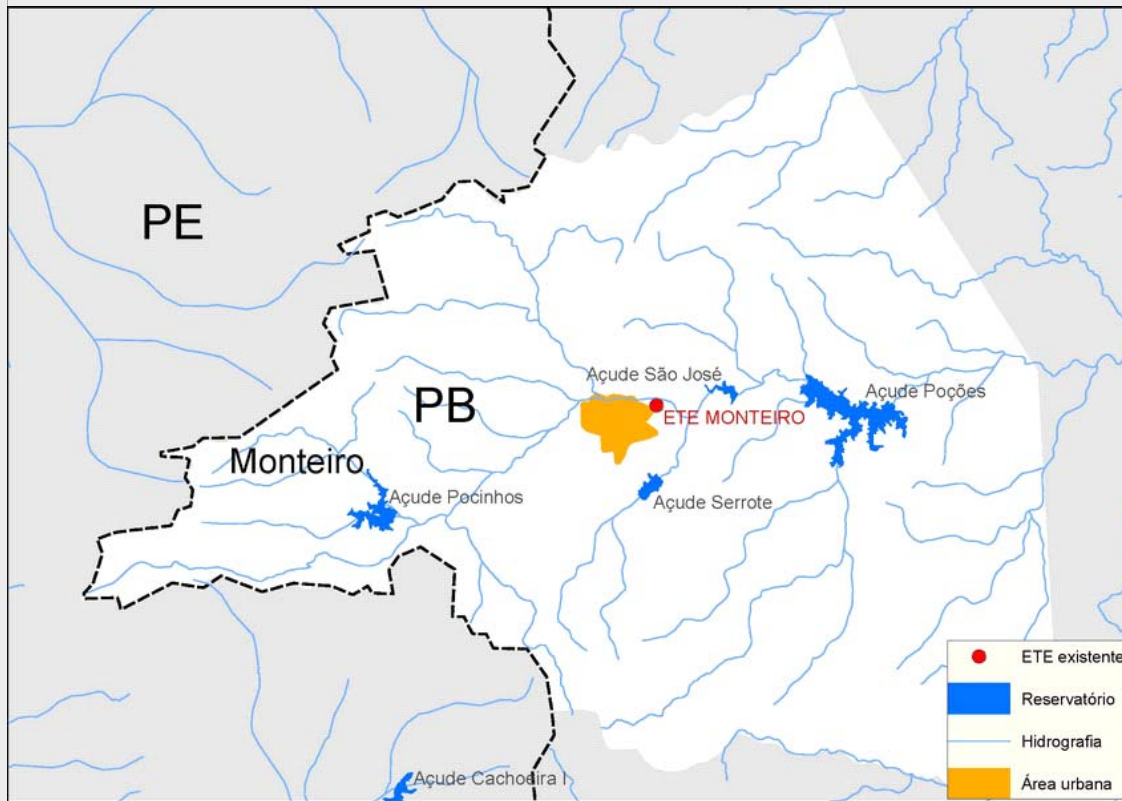 PE
Açude São José
Açude Poções
PB
ETE MONTEIRO
Monteiro
Açude Pocinhos
Açude Serrote
ETE existente
Reservatório
Hidrografia
Açude Cachoeira I
Área urbana